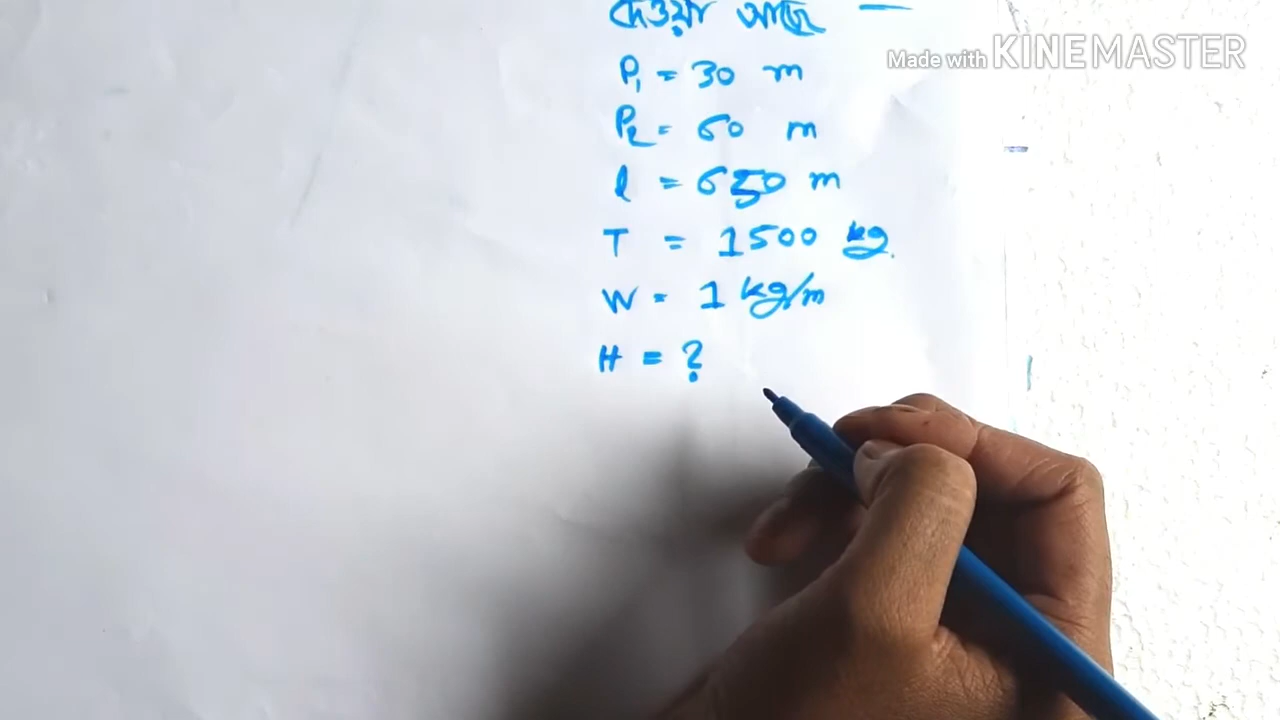 দেওয়া আছে —
Made with KINEMASTER
P₁ = 30 m
P₂ = 60 m
l = 650 m
T = 1500 kg.
W = 1 kg/m
H = ?